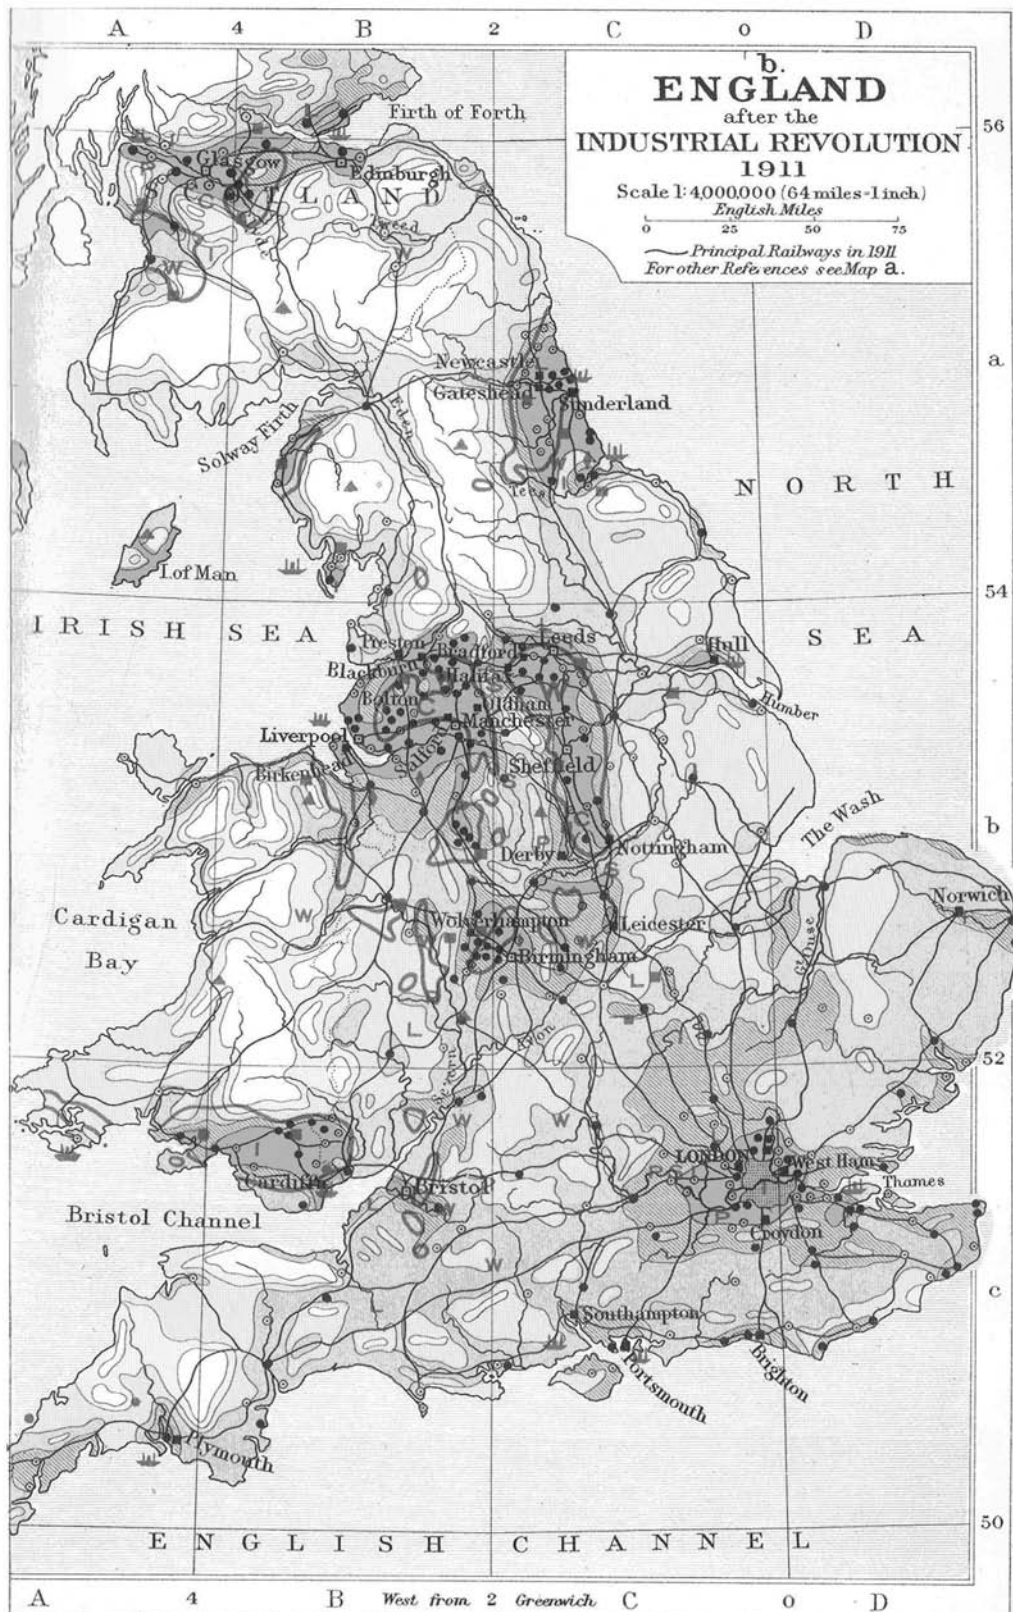 A 4 B 2 C 0 D
b.
ENGLAND
after the
INDUSTRIAL REVOLUTION
1911
Scale 1:4,000,000 (64 miles=1 inch)
English Miles
0 25 50 75
Principal Railways in 1911
For other References see Map a.
56
Firth of Forth
Glasgow
Edinburgh
SCOTLAND
Clyde
Tweed
W
W
I
C
a
Newcastle
Gateshead
Sunderland
Solway Firth
Eden
Tees
NORTH
I. of Man
54
IRISH SEA
SEA
Preston
Bradford
Leeds
Hull
Blackburn
Halifax
Bolton
Oldham
Humber
Manchester
Liverpool
Salford
Birkenhead
Sheffield
The Wash
b
Derby
Nottingham
Norwich
Cardigan
Bay
Wolverhampton
Leicester
Birmingham
G. Ouse
L
L
Severn
Avon
52
W
W
I
LONDON
West Ham
Cardiff
Bristol
Thames
Bristol Channel
Croydon
P
W
c
L
Southampton
Portsmouth
Brighton
Plymouth
50
ENGLISH CHANNEL
A 4 B West from 2 Greenwich C 0 D